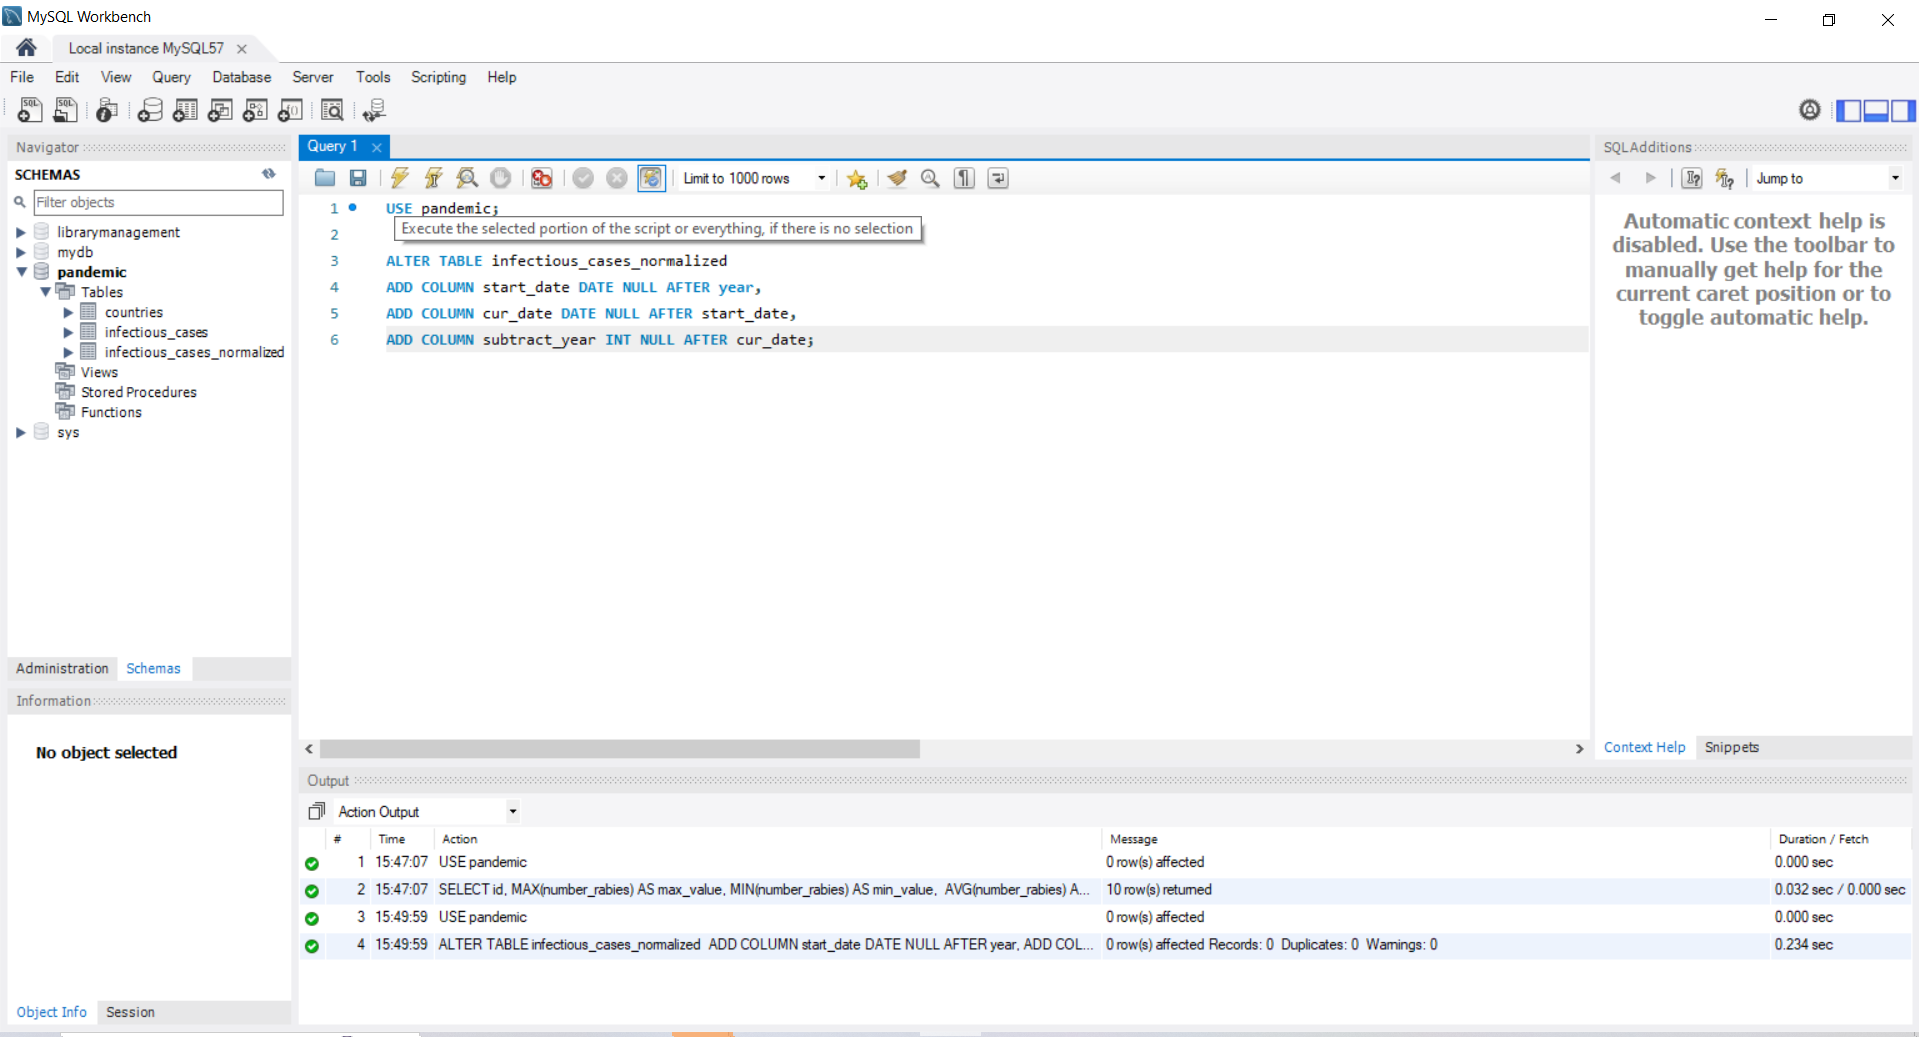 MySQL Workbench
Local instance MySQL57
File Edit View Query Database Server Tools Scripting Help
Navigator
SCHEMAS
Filter objects
librarymanagement
mydb
pandemic
Tables
countries
infectious_cases
infectious_cases_normalized
Views
Stored Procedures
Functions
sys
Administration Schemas
Information
No object selected
Object Info Session
Query 1
Limit to 1000 rows
1 USE pandemic;
Execute the selected portion of the script or everything, if there is no selection
2
3 ALTER TABLE infectious_cases_normalized
4 ADD COLUMN start_date DATE NULL AFTER year,
5 ADD COLUMN cur_date DATE NULL AFTER start_date,
6 ADD COLUMN subtract_year INT NULL AFTER cur_date;
SQLAdditions
Jump to
Automatic context help is
disabled. Use the toolbar to
manually get help for the
current caret position or to
toggle automatic help.
Context Help Snippets
Output
Action Output
# Time Action Message Duration / Fetch
1 15:47:07 USE pandemic 0 row(s) affected 0.000 sec
2 15:47:07 SELECT id, MAX(number_rabies) AS max_value, MIN(number_rabies) AS min_value, AVG(number_rabies) A... 10 row(s) returned 0.032 sec / 0.000 sec
3 15:49:59 USE pandemic 0 row(s) affected 0.000 sec
4 15:49:59 ALTER TABLE infectious_cases_normalized ADD COLUMN start_date DATE NULL AFTER year, ADD COL... 0 row(s) affected Records: 0 Duplicates: 0 Warnings: 0 0.234 sec